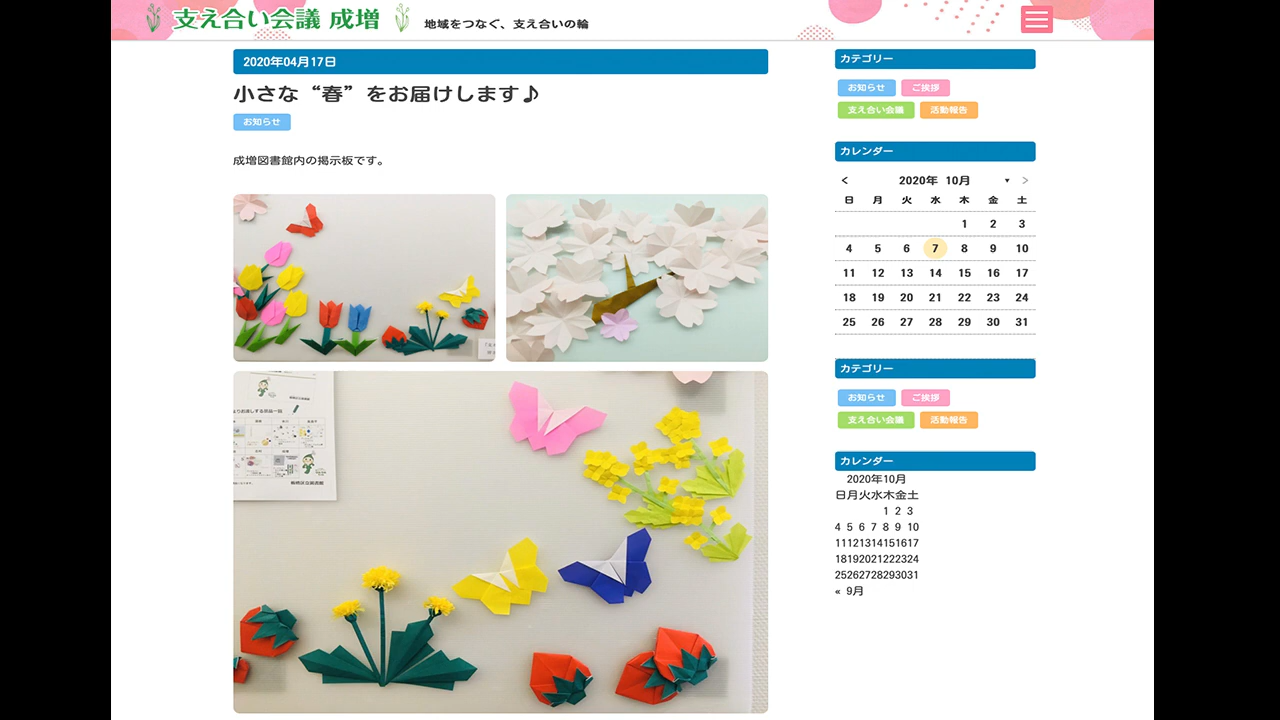 支え合い会議 成増
地域をつなぐ、支え合いの輪
2020年04月17日
小さな“春”をお届けします♪
お知らせ
成増図書館内の掲示板です。
カテゴリー
お知らせ ご挨拶
支え合い会議 活動報告
カレンダー
< 2020年 10月 ▼ >
日 月 火 水 木 金 土
1 2 3
4 5 6 7 8 9 10
11 12 13 14 15 16 17
18 19 20 21 22 23 24
25 26 27 28 29 30 31
カテゴリー
お知らせ ご挨拶
支え合い会議 活動報告
カレンダー
2020年10月
日月火水木金土
1 2 3
4 5 6 7 8 9 10
11121314151617
18192021222324
25262728293031
« 9月